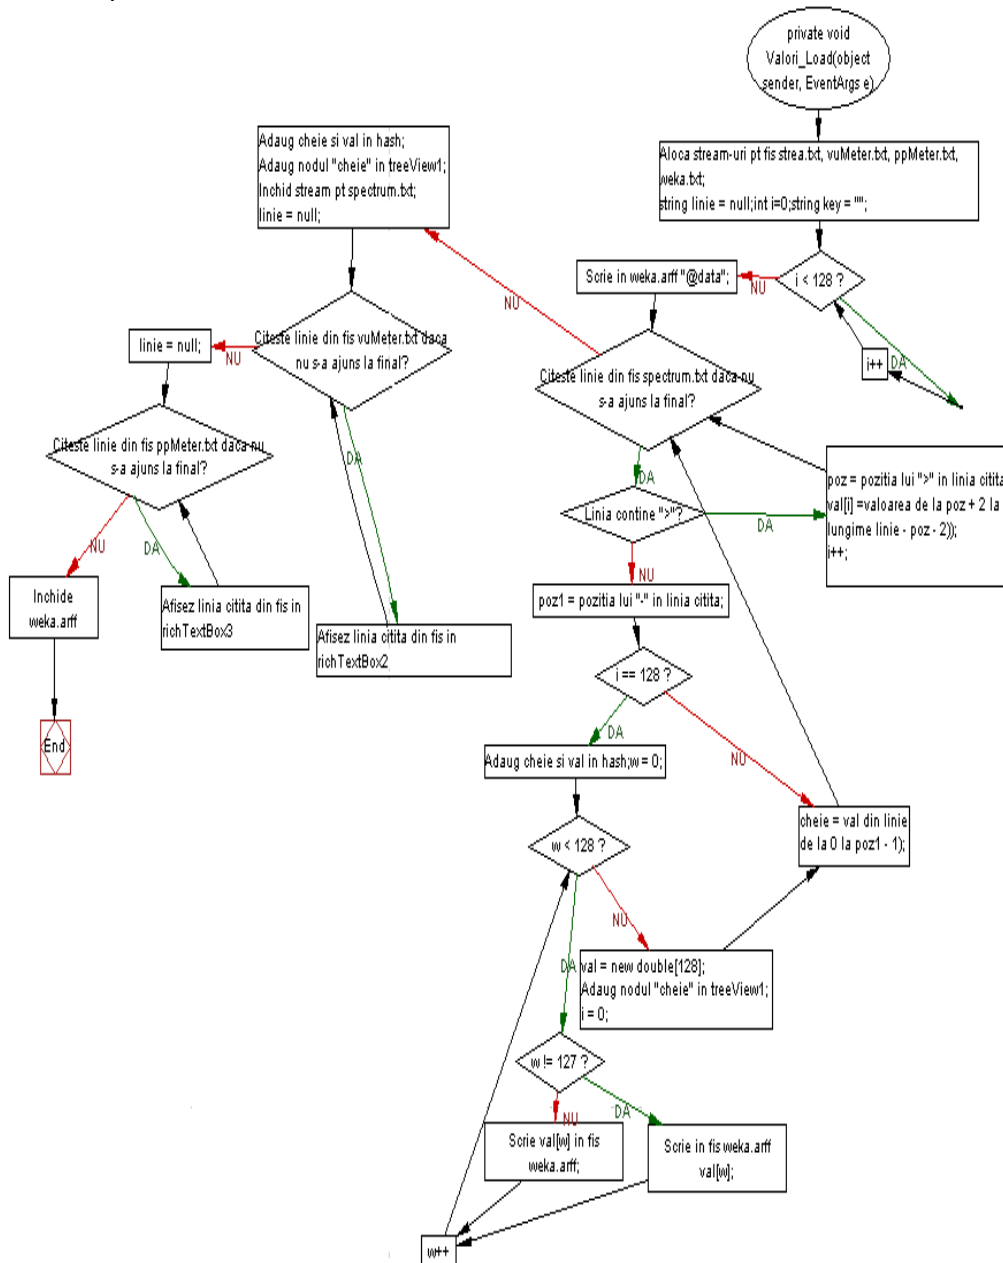 private void
Valori_Load(object
sender, EventArgs e)
Aloca stream-uri pt fis strea.txt, vuMeter.txt, ppMeter.txt,
weka.txt;
string linie = null;int i=0;string key = "";
i < 128 ?
NU
DA
i++
Scrie in weka.arff "@data";
Citeste linie din fis spectrum.txt daca nu
s-a ajuns la final?
NU
DA
Adaug cheie si val in hash;
Adaug nodul "cheie" in treeView1;
Inchid stream pt spectrum.txt;
linie = null;
Citeste linie din fis vuMeter.txt daca
nu s-a ajuns la final?
NU
DA
linie = null;
Citeste linie din fis ppMeter.txt daca nu
s-a ajuns la final?
NU
DA
Inchide
weka.arff
End
Afisez linia citita din fis in
richTextBox3
Afisez linia citita din fis in
richTextBox2
Linia contine ">"?
DA
NU
poz = pozitia lui ">" in linia citita
val[i] =valoarea de la poz + 2 la
lungime linie - poz - 2));
i++;
poz1 = pozitia lui "-" in linia citita;
i == 128 ?
DA
NU
Adaug cheie si val in hash;w = 0;
cheie = val din linie
de la 0 la poz1 - 1);
w < 128 ?
NU
DA
val = new double[128];
Adaug nodul "cheie" in treeView1;
i = 0;
w != 127 ?
NU
DA
Scrie val[w] in fis
weka.arff;
Scrie in fis weka.arff
val[w];
w++